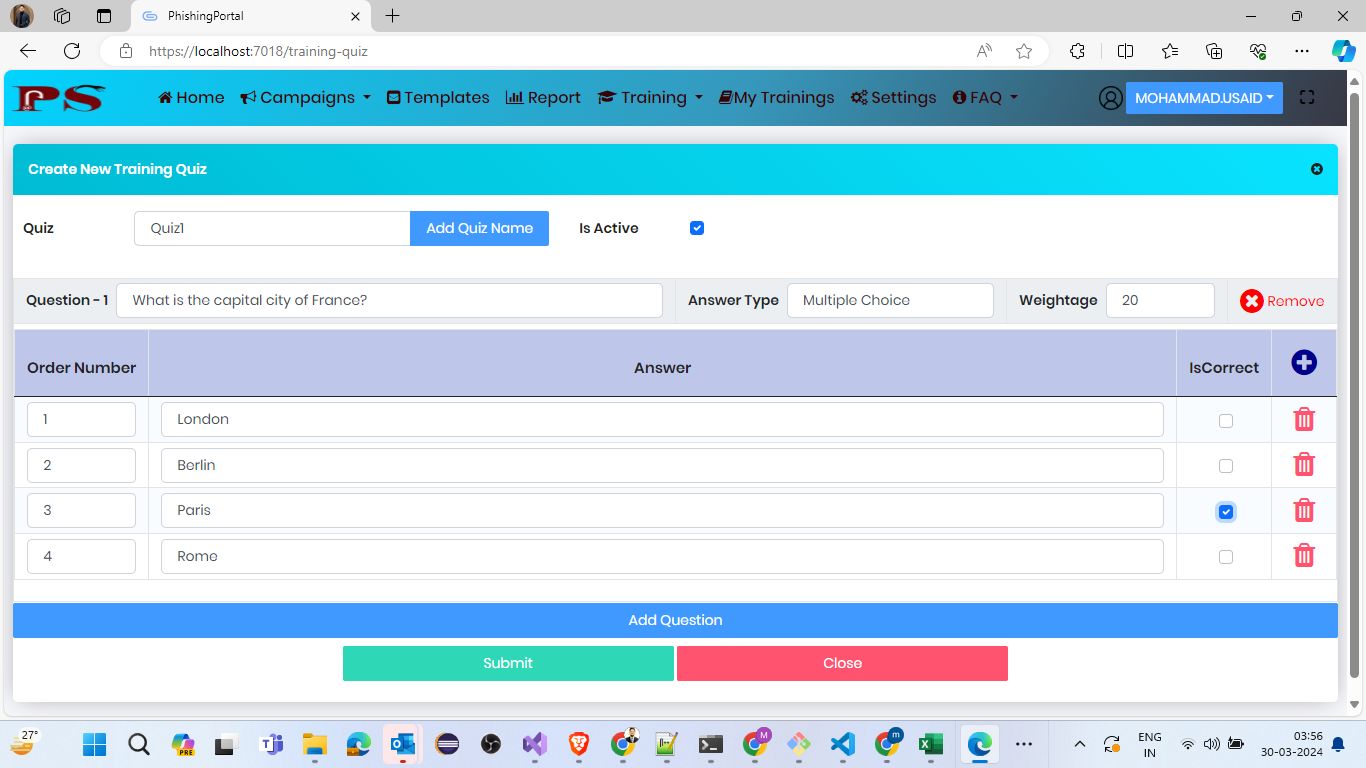 PhishingPortal
https://localhost:7018/training-quiz
PS Home Campaigns Templates Report Training My Trainings Settings FAQ MOHAMMAD.USAID
Create New Training Quiz
Quiz Quiz1 Add Quiz Name Is Active
Question - 1 What is the capital city of France? Answer Type Multiple Choice Weightage 20 Remove
Order Number Answer IsCorrect
1 London
2 Berlin
3 Paris
4 Rome
Add Question
Submit Close
27° ENG 03:56
PRE IN 30-03-2024